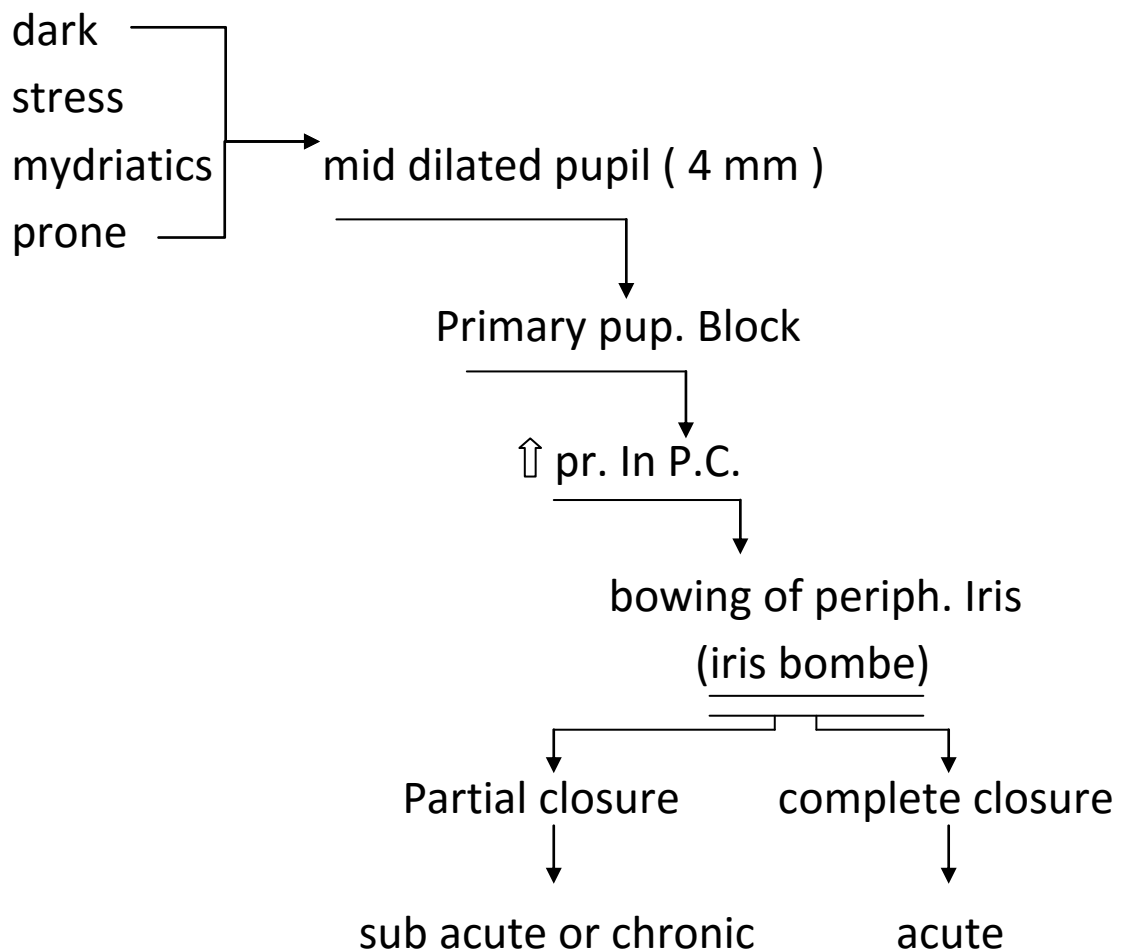 dark
stress
mydriatics
prone
mid dilated pupil ( 4 mm )
Primary pup. Block
⇧ pr. In P.C.
bowing of periph. Iris
(iris bombe)
Partial closure
complete closure
sub acute or chronic
acute